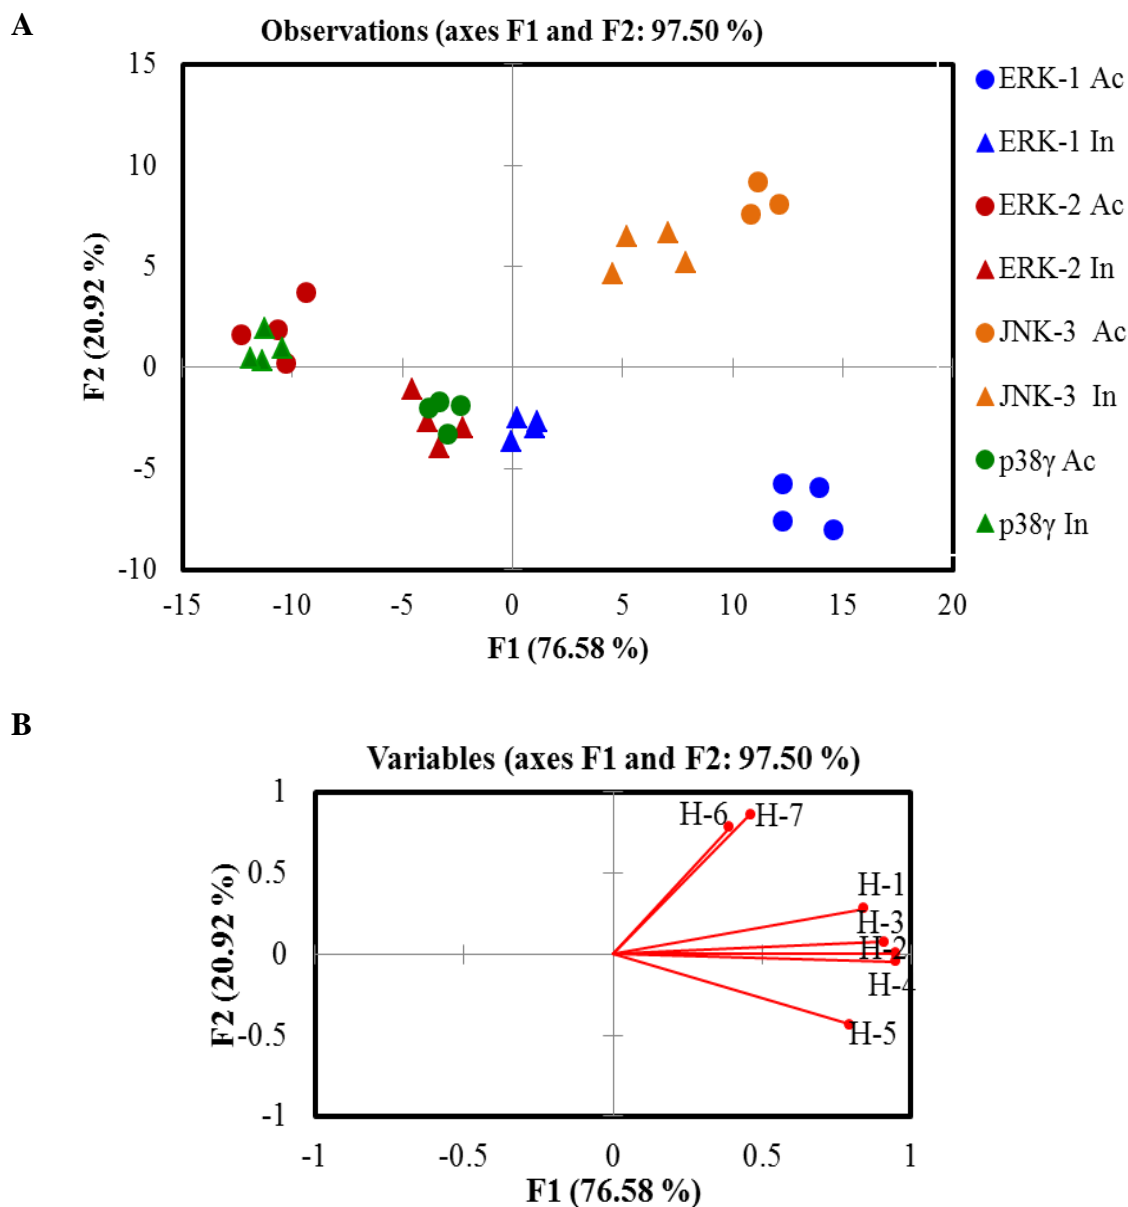 A
Observations (axes F1 and F2: 97.50 %)
15
10
5
0
-5
-10
F2 (20.92 %)
-15
-10
-5
0
5
10
15
20
F1 (76.58 %)
ERK-1 Ac
ERK-1 In
ERK-2 Ac
ERK-2 In
JNK-3 Ac
JNK-3 In
p38γ Ac
p38γ In
B
Variables (axes F1 and F2: 97.50 %)
1
0.5
0
-0.5
-1
F2 (20.92 %)
H-6
H-7
H-1
H-3
H-2
H-4
H-5
-1
-0.5
0
0.5
1
F1 (76.58 %)